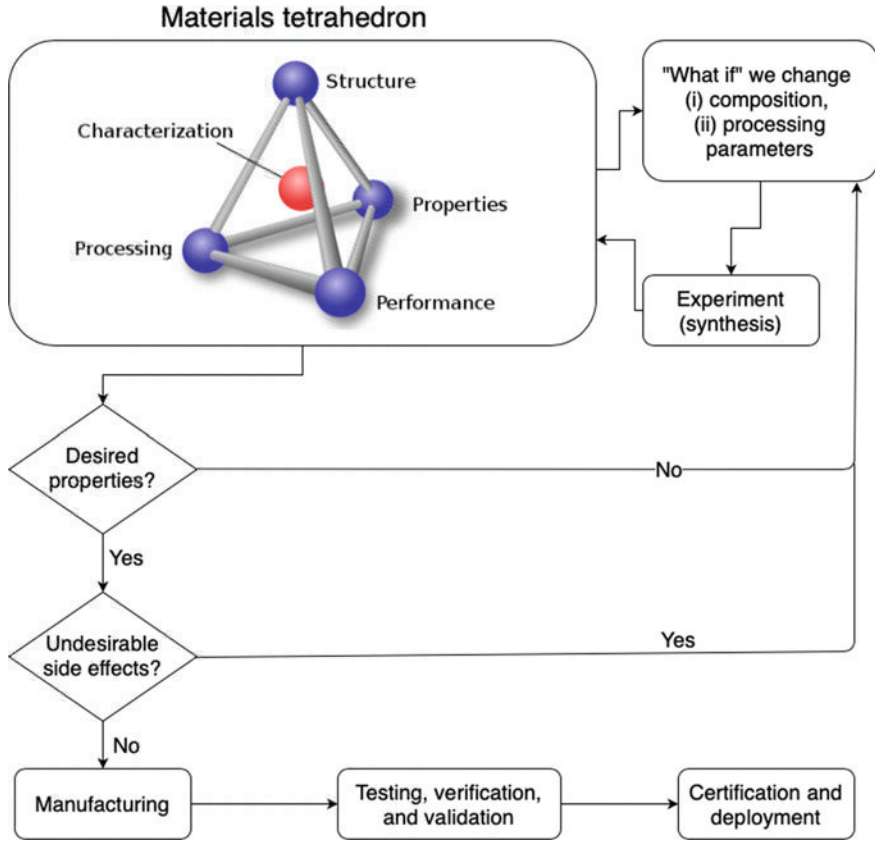 Materials tetrahedron
Structure
Characterization
Properties
Processing
Performance
"What if" we change
(i) composition,
(ii) processing
parameters
Experiment
(synthesis)
Desired
properties?
No
Yes
Undesirable
side effects?
Yes
No
Manufacturing
Testing, verification,
and validation
Certification and
deployment